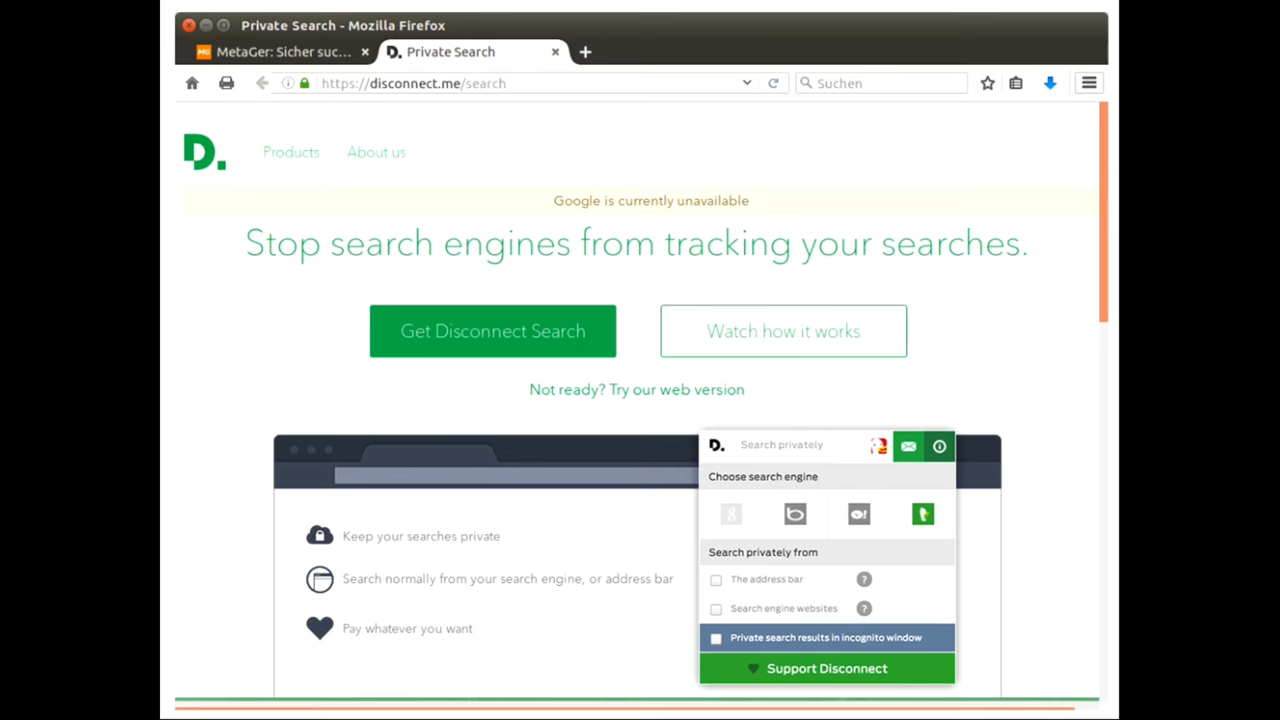 Private Search - Mozilla Firefox
MG MetaGer: Sicher suc... × D. Private Search × +
https://disconnect.me/search Suchen
D. Products About us
Google is currently unavailable
Stop search engines from tracking your searches.
Get Disconnect Search Watch how it works
Not ready? Try our web version
D. Search privately
Choose search engine
Keep your searches private
Search privately from
Search normally from your search engine, or address bar
The address bar ?
Search engine websites ?
Pay whatever you want
Private search results in incognito window
Support Disconnect